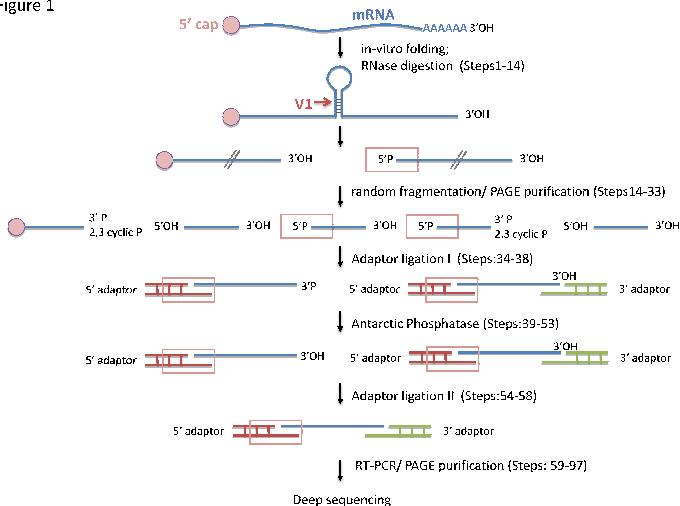 Figure 1
5' cap
mRNA
AAAAAA 3'OH
in-vitro folding;
RNase digestion (Steps1-14)
V1
3'OH
3'OH
5'P
3'OH
random fragmentation/ PAGE purification (Steps14-33)
3' P
2,3 cyclic P
5'OH
3'OH
5'P
3'OH
5'P
3' P
2,3 cyclic P
5'OH
3'OH
Adaptor ligation I (Steps:34-38)
5' adaptor
3'P
5' adaptor
3'OH
3' adaptor
Antarctic Phosphatase (Steps:39-53)
5' adaptor
3'OH
5' adaptor
3'OH
3' adaptor
Adaptor ligation II (Steps:54-58)
5' adaptor
3' adaptor
RT-PCR/ PAGE purification (Steps: 59-97)
Deep sequencing